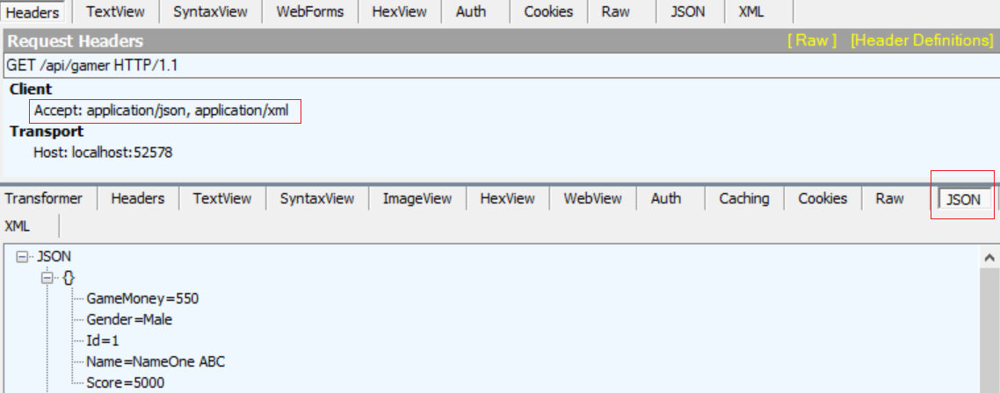 Headers TextView SyntaxView WebForms HexView Auth Cookies Raw JSON XML
Request Headers [ Raw ] [Header Definitions]
GET /api/gamer HTTP/1.1
Client
Accept: application/json, application/xml
Transport
Host: localhost:52578
Transformer Headers TextView SyntaxView ImageView HexView WebView Auth Caching Cookies Raw JSON
XML
JSON
{}
GameMoney=550
Gender=Male
Id=1
Name=NameOne ABC
Score=5000